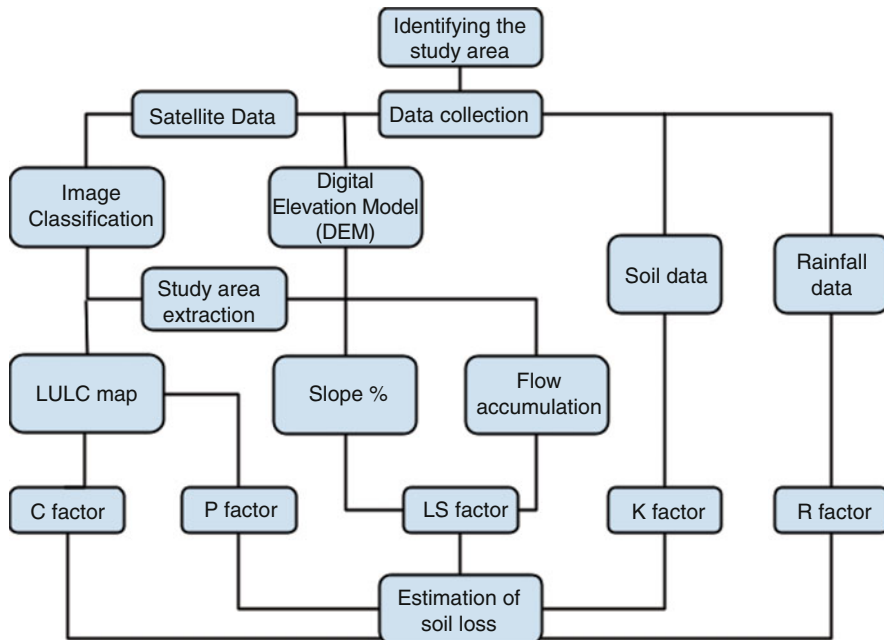 Identifying the
study area
Satellite Data
Data collection
Image
Classification
Digital
Elevation Model
(DEM)
Soil data
Rainfall
data
Study area
extraction
LULC map
Slope %
Flow
accumulation
C factor
P factor
LS factor
K factor
R factor
Estimation of
soil loss